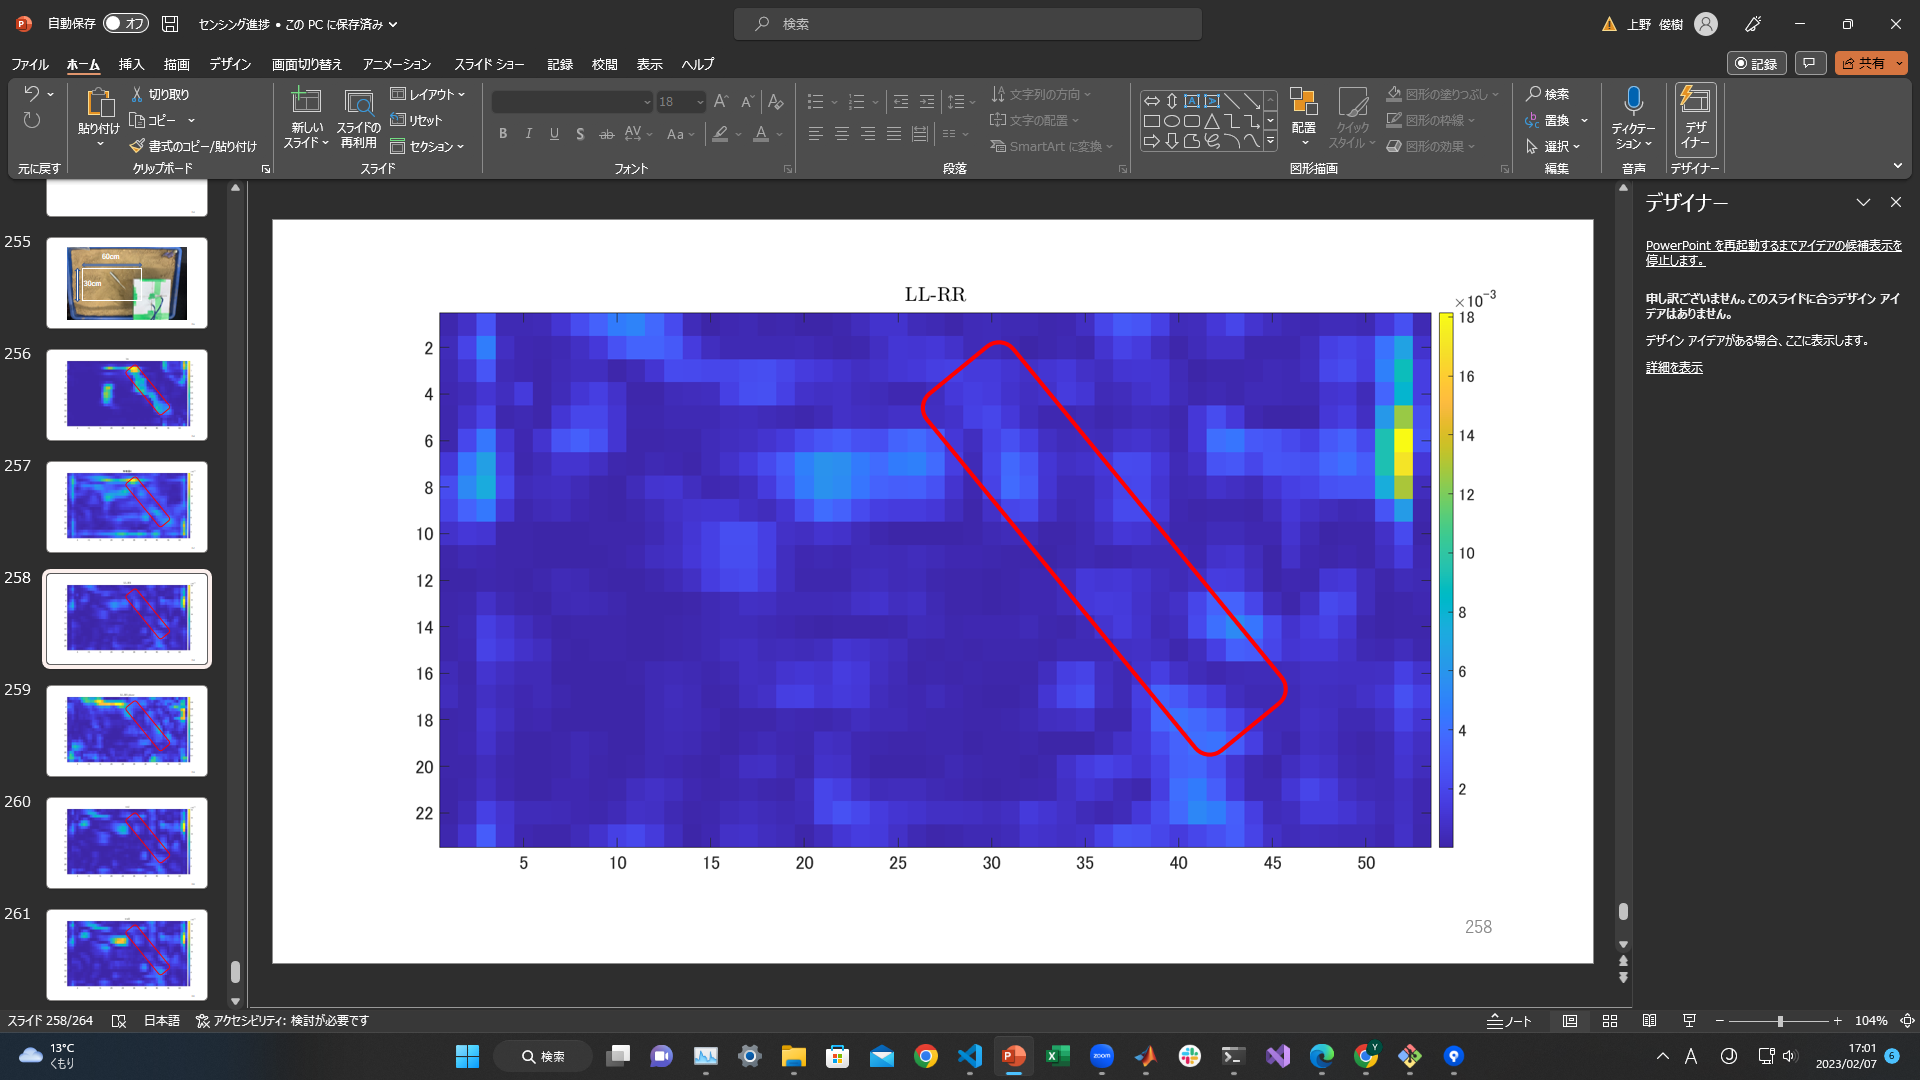 自動保存 オフ センシング進捗 • この PC に保存済み 検索 上野 俊樹
ファイル ホーム 挿入 描画 デザイン 画面切り替え アニメーション スライド ショー 記録 校閲 表示 ヘルプ 記録 共有
貼り付け 切り取り コピー 書式のコピー/貼り付け
元に戻す クリップボード
新しいスライド スライドの再利用 レイアウト リセット セクション
スライド
18
フォント
文字列の方向
文字の配置
SmartArt に変換
段落
配置 クイックスタイル 図形の塗りつぶし 図形の枠線 図形の効果
図形描画
検索
置換
選択
編集
ディクテーション
音声
デザイナー
デザイナー
255
60cm
30cm
256
257
258
259
260
261
LL-RR
×10⁻³
18
16
14
12
10
8
6
4
2
2
4
6
8
10
12
14
16
18
20
22
5 10 15 20 25 30 35 40 45 50
258
デザイナー
PowerPoint を再起動するまでアイデアの候補表示を
停止します。
申し訳ございません。このスライドに合うデザイン アイ
デアはありません。
デザイン アイデアがある場合、ここに表示します。
詳細を表示
スライド 258/264 日本語 アクセシビリティ: 検討が必要です ノート 104%
13°C
くもり
検索
zoom
A
17:01
2023/02/07
6